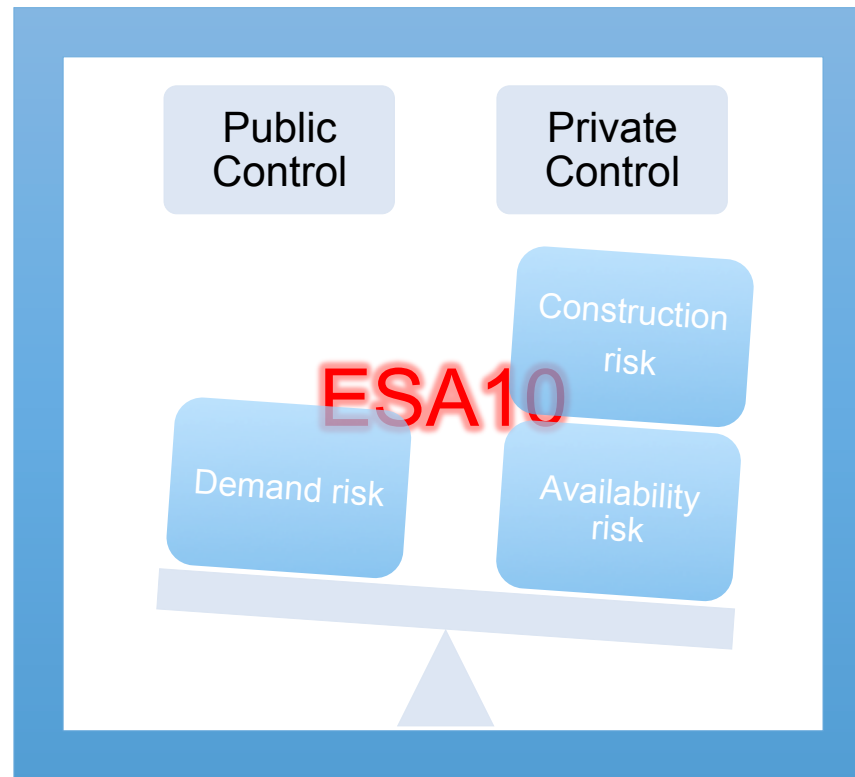 Public
Control
Private
Control
Construction
risk
ESA10
Demand risk
Availability
risk